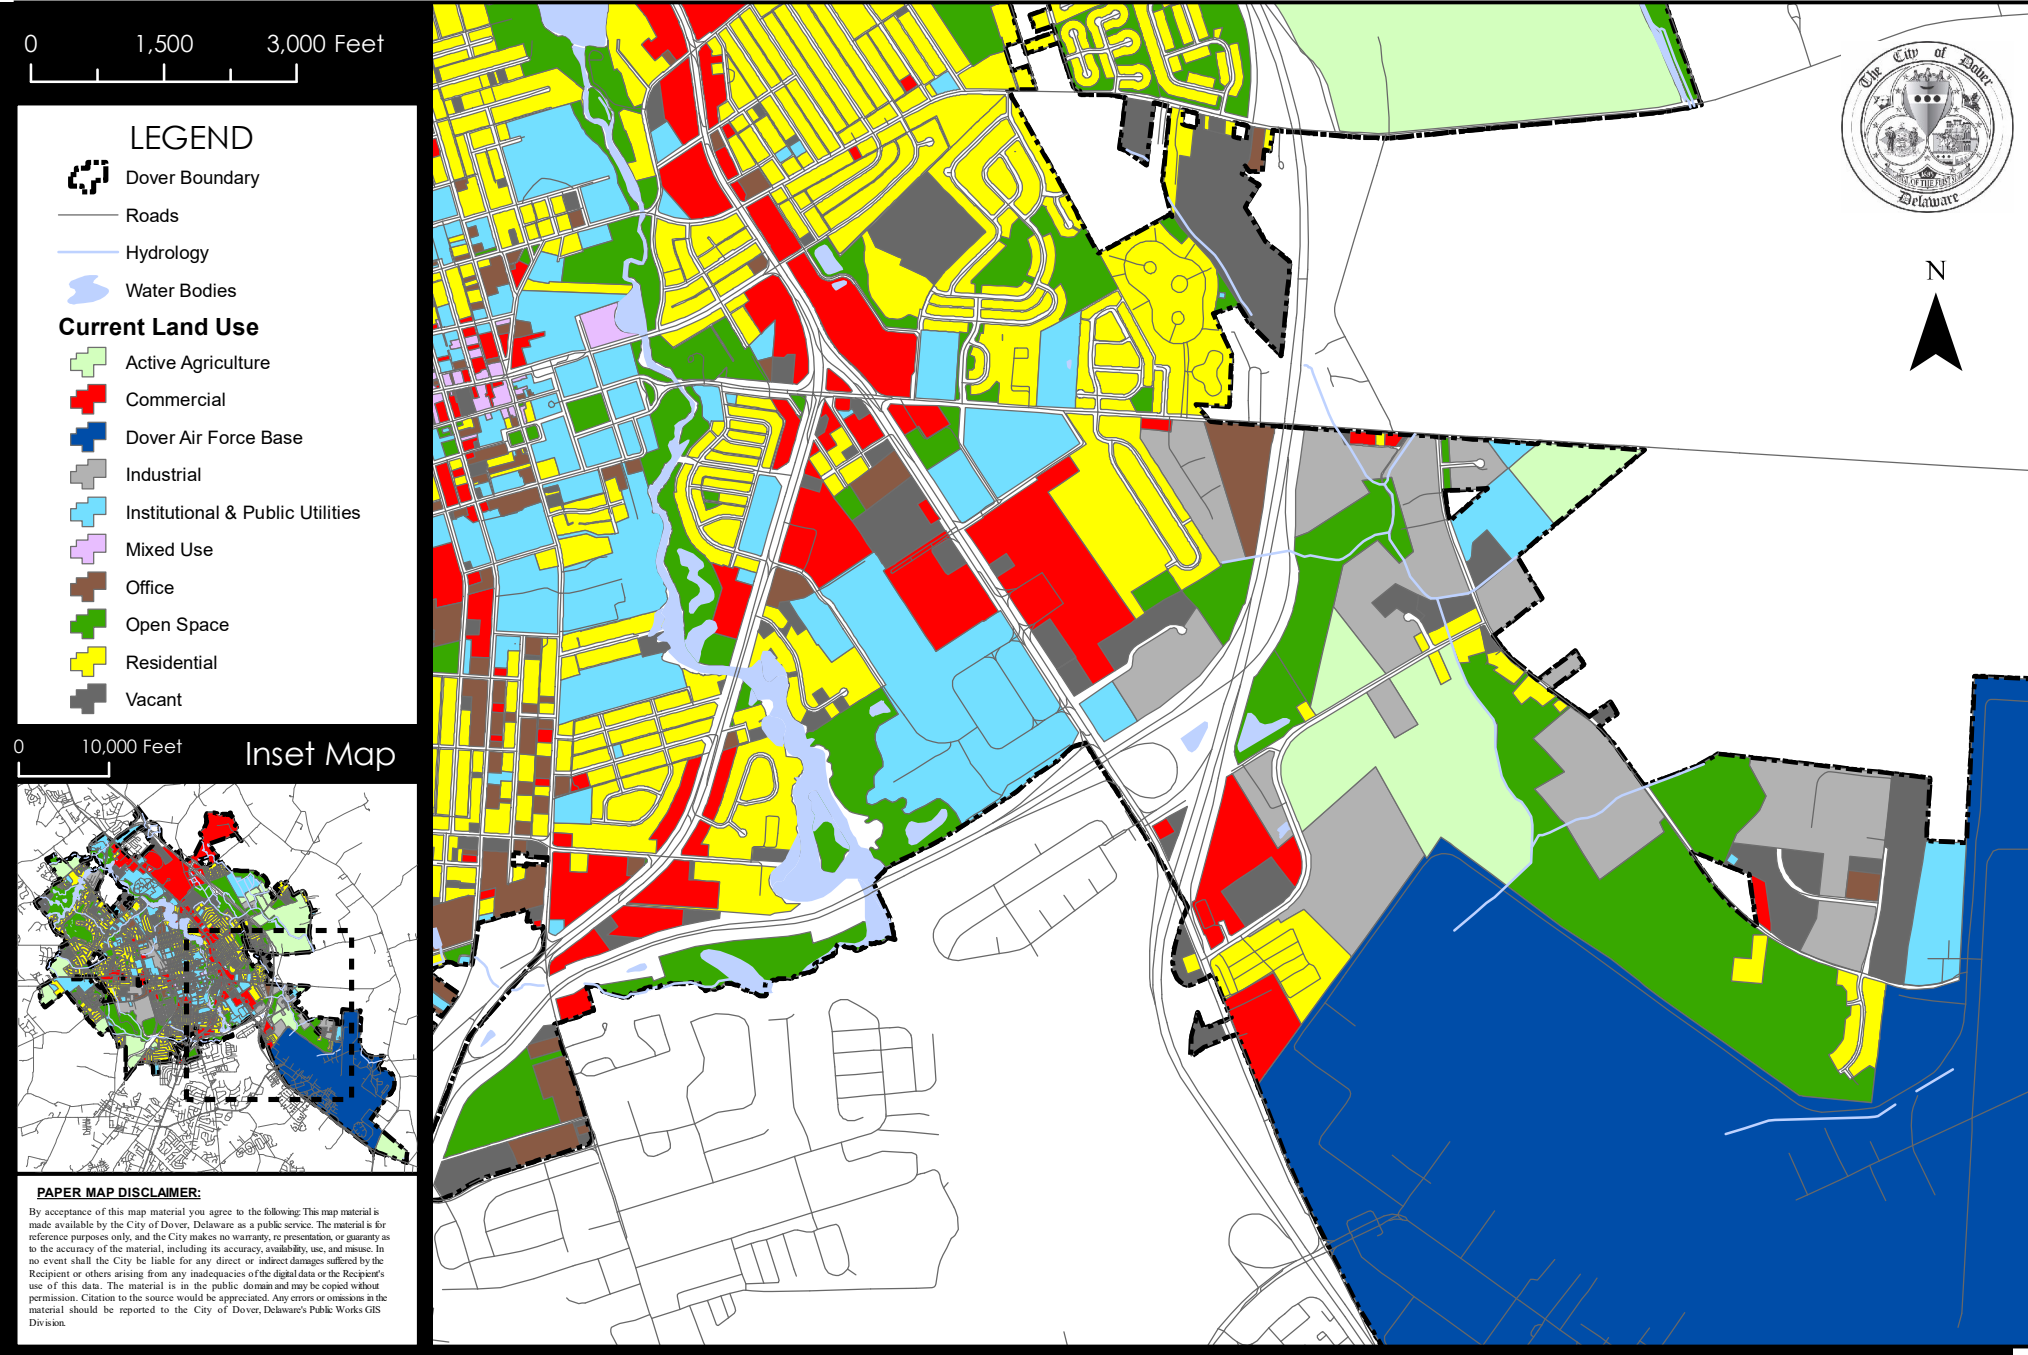 0 1,500 3,000 Feet
LEGEND
Dover Boundary
Roads
Hydrology
Water Bodies
Current Land Use
Active Agriculture
Commercial
Dover Air Force Base
Industrial
Institutional & Public Utilities
Mixed Use
Office
Open Space
Residential
Vacant
0 10,000 Feet
Inset Map
PAPER MAP DISCLAIMER:
By acceptance of this map material you agree to the following: This map material is
made available by the City of Dover, Delaware as a public service. The material is for
reference purposes only, and the City makes no warranty, re presentation, or guaranty as
to the accuracy of the material, including its accuracy, availability, use, and misuse. In
no event shall the City be liable for any direct or indirect damages suffered by the
Recipient or others arising from any inadequacies of the digital data or the Recipient's
use of this data. The material is in the public domain and may be copied without
permission. Citation to the source would be appreciated. Any errors or omissions in the
material should be reported to the City of Dover, Delaware's Public Works GIS
Division.
The City of Dover
Delaware
N